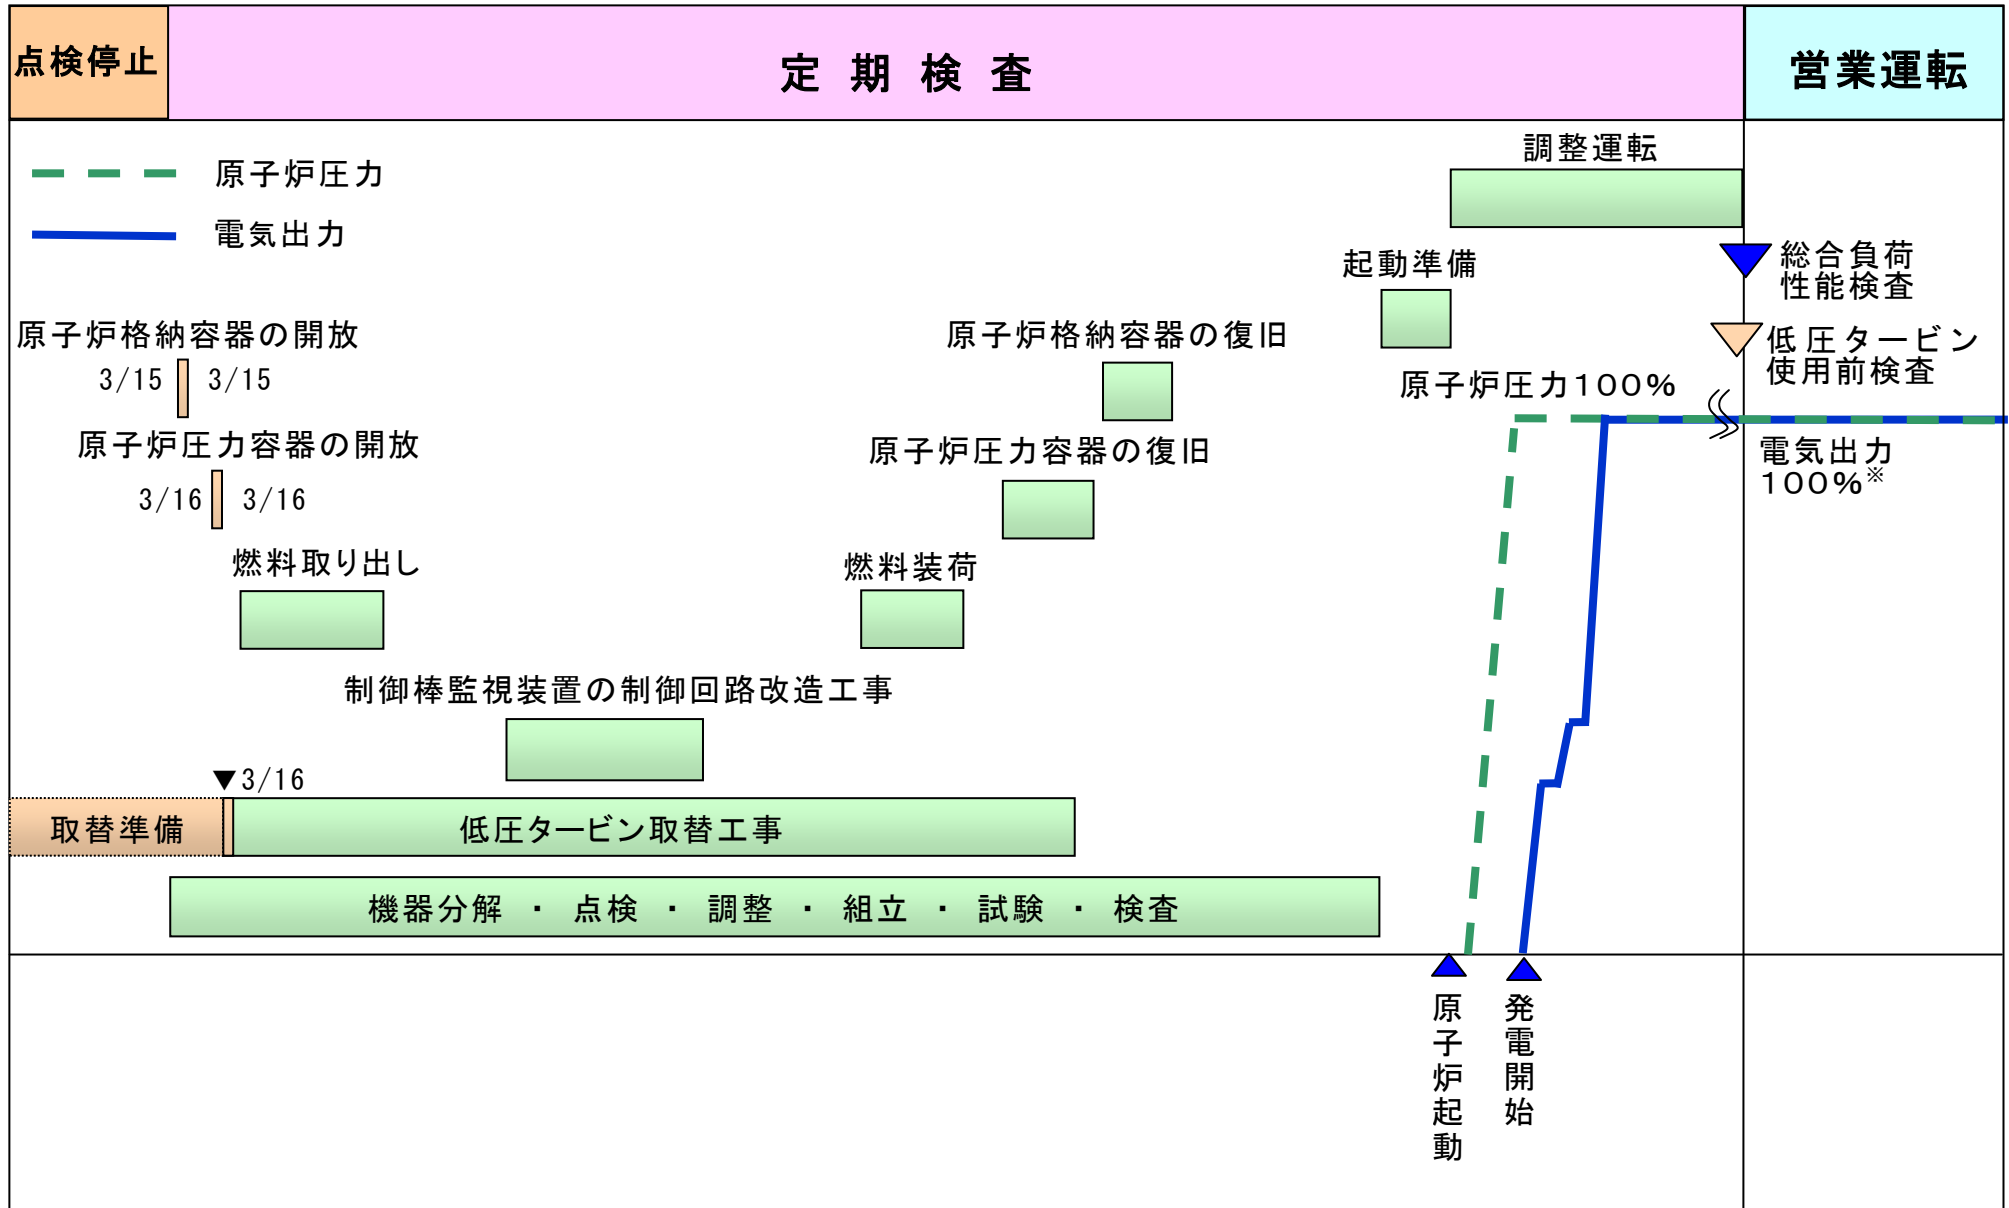 点検停止
定期検査
営業運転
調整運転
原子炉圧力
電気出力
総合負荷
性能検査
起動準備
原子炉格納容器の開放
3/15 3/15
原子炉格納容器の復旧
低圧タービン
使用前検査
原子炉圧力100%
原子炉圧力容器の開放
3/16 3/16
原子炉圧力容器の復旧
電気出力
100%※
燃料取り出し
燃料装荷
制御棒監視装置の制御回路改造工事
▼3/16
取替準備
低圧タービン取替工事
機器分解・点検・調整・組立・試験・検査
原子炉起動
発電開始